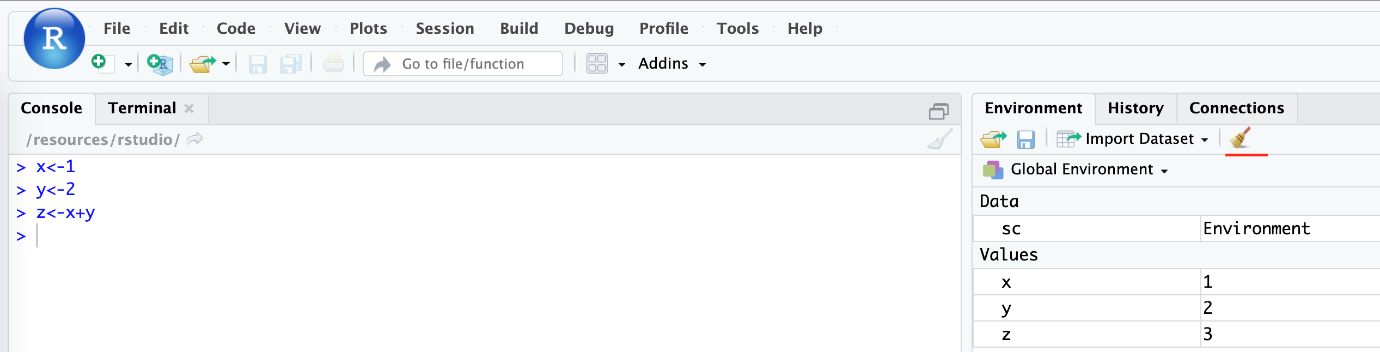 R
File Edit Code View Plots Session Build Debug Profile Tools Help
R Go to file/function Addins
Console Terminal
/resources/rstudio/
> x<-1
> y<-2
> z<-x+y
>
Environment History Connections
Import Dataset
Global Environment
Data
sc Environment
Values
x 1
y 2
z 3